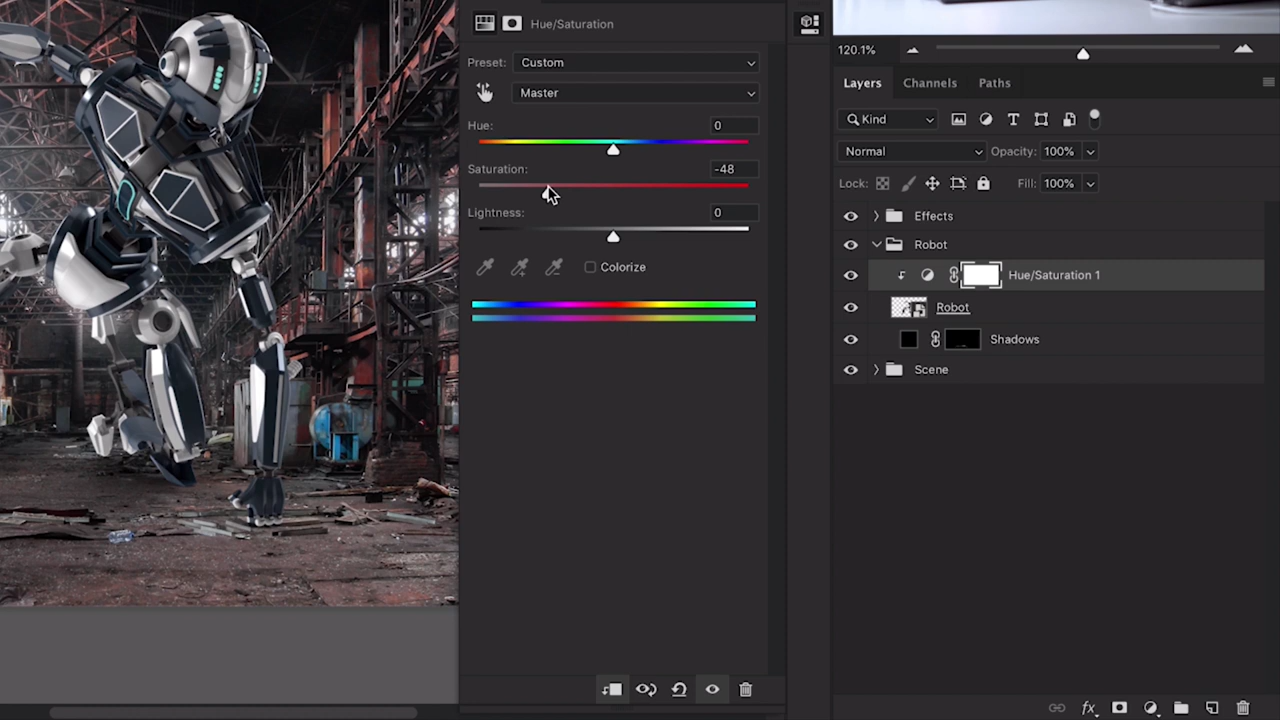 Hue/Saturation
Preset: Custom
Master
Hue: 0
Saturation: -48
Lightness: 0
Colorize
120.1%
Layers Channels Paths
Kind
Normal Opacity: 100%
Lock: Fill: 100%
Effects
Robot
Hue/Saturation 1
Robot
Shadows
Scene
fx